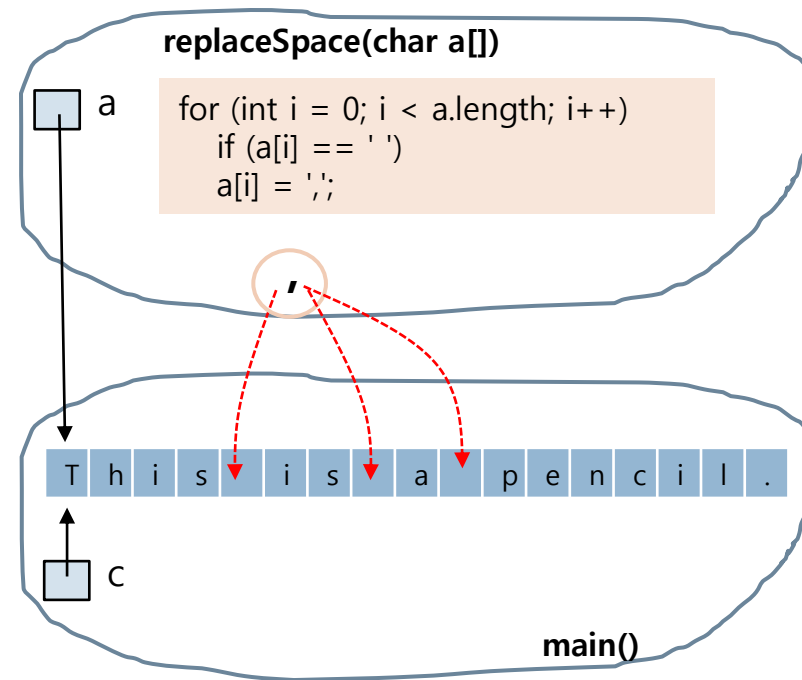 replaceSpace(char a[])
a
for (int i = 0; i < a.length; i++)
if (a[i] == ' ')
a[i] = ',';
,
T h i s   i s   a   p e n c i l .
c
main()